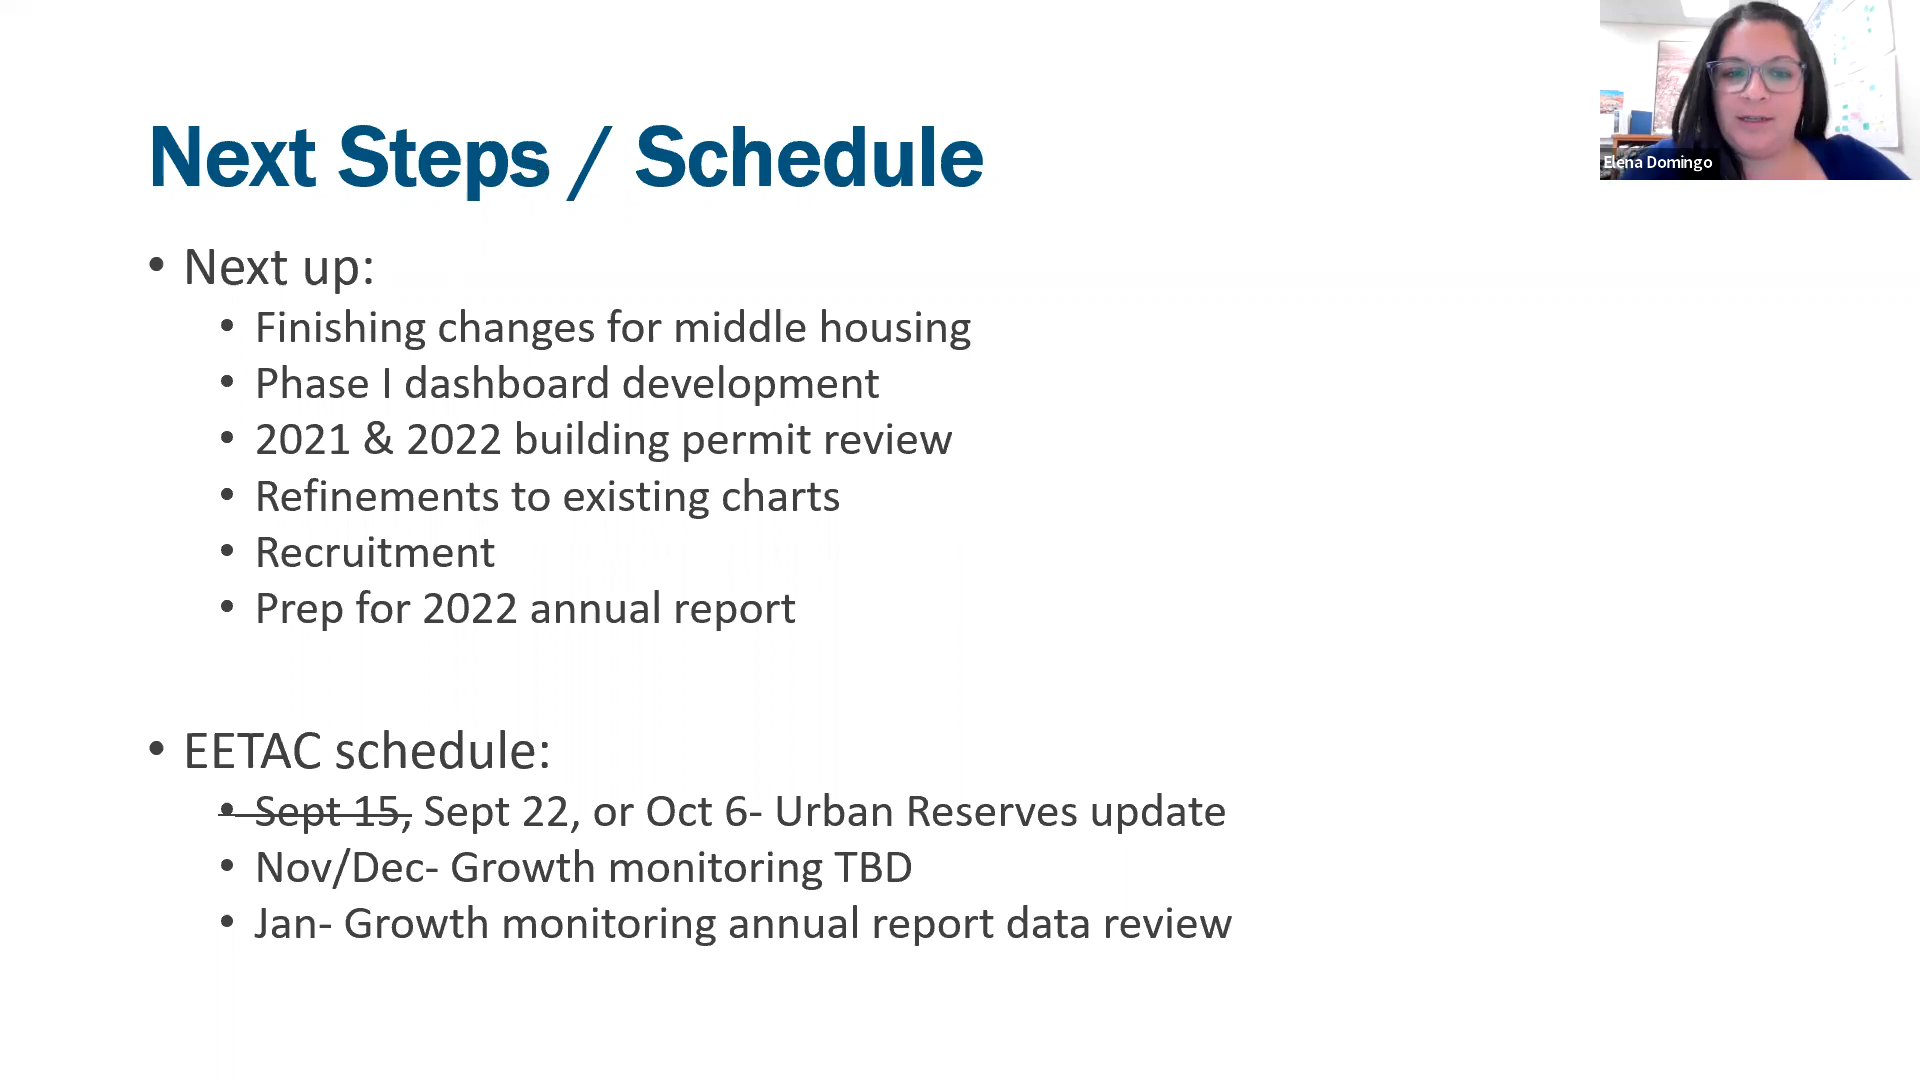 Elena Domingo
Next Steps / Schedule
• Next up:
• Finishing changes for middle housing
• Phase I dashboard development
• 2021 & 2022 building permit review
• Refinements to existing charts
• Recruitment
• Prep for 2022 annual report
• EETAC schedule:
• Sept 15, Sept 22, or Oct 6- Urban Reserves update
• Nov/Dec- Growth monitoring TBD
• Jan- Growth monitoring annual report data review